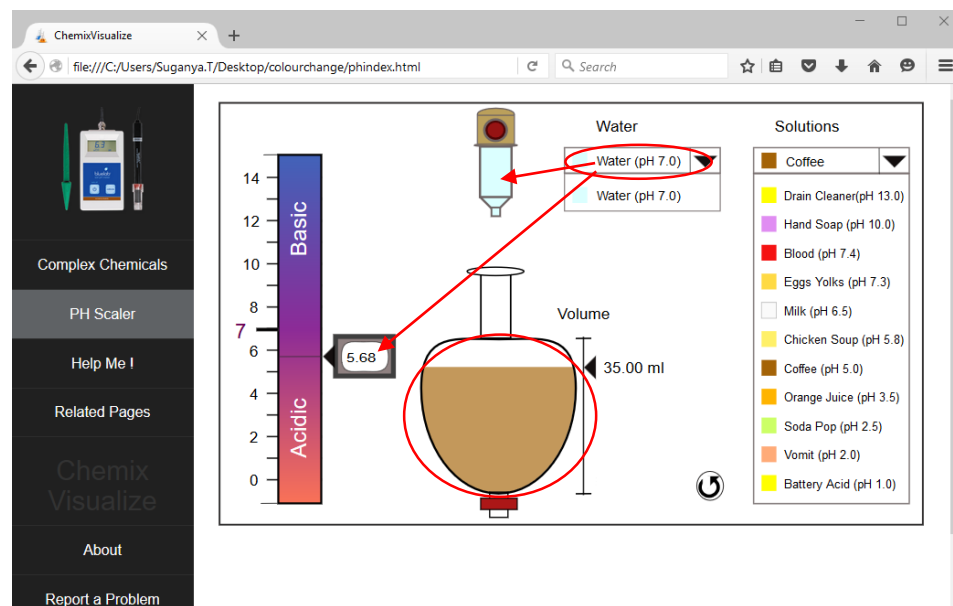 ChemixVisualize
file:///C:/Users/Suganya.T/Desktop/colourchange/phindex.html
Search
Complex Chemicals
PH Scaler
Help Me !
Related Pages
Chemix
Visualize
About
Report a Problem
14
12
10
8
7
6
4
2
0
Basic
Acidic
5.68
Water
Water (pH 7.0)
Water (pH 7.0)
Volume
35.00 ml
Solutions
Coffee
Drain Cleaner(pH 13.0)
Hand Soap (pH 10.0)
Blood (pH 7.4)
Eggs Yolks (pH 7.3)
Milk (pH 6.5)
Chicken Soup (pH 5.8)
Coffee (pH 5.0)
Orange Juice (pH 3.5)
Soda Pop (pH 2.5)
Vomit (pH 2.0)
Battery Acid (pH 1.0)